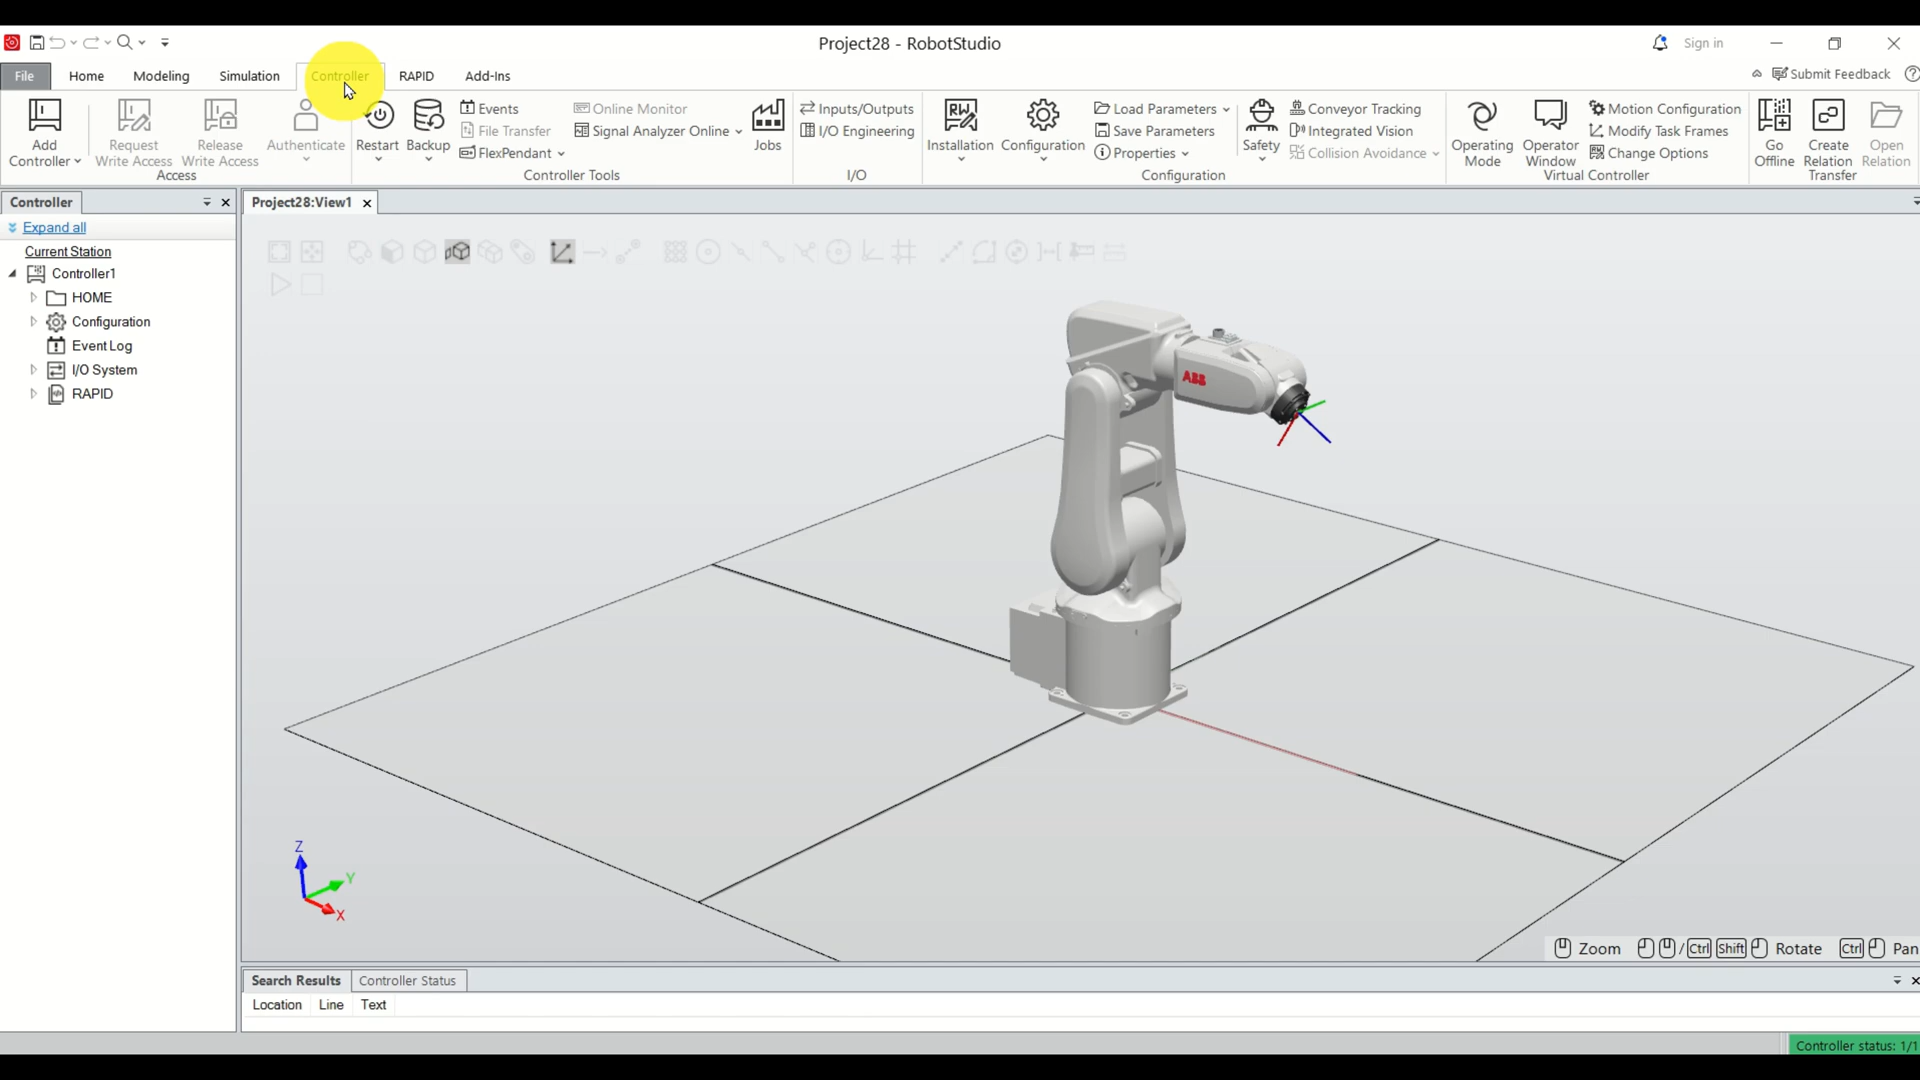 Project28 - RobotStudio
Sign in
File Home Modeling Simulation Controller RAPID Add-Ins
Submit Feedback
Add Controller
Request Write Access
Release Write Access
Authenticate
Access
Restart
Backup
Events
File Transfer
FlexPendant
Online Monitor
Signal Analyzer Online
Jobs
Controller Tools
Inputs/Outputs
I/O Engineering
I/O
Installation
Configuration
Load Parameters
Save Parameters
Properties
Safety
Conveyor Tracking
Integrated Vision
Collision Avoidance
Configuration
Operating Mode
Operator Window
Motion Configuration
Modify Task Frames
Change Options
Virtual Controller
Go Offline
Create Relation
Open Relation
Transfer
Controller
Expand all
Current Station
Controller1
HOME
Configuration
Event Log
I/O System
RAPID
Project28:View1
ABB
Z
Y
X
Zoom
/ Ctrl Shift Rotate
Ctrl Pan
Search Results Controller Status
Location Line Text
Controller status: 1/1